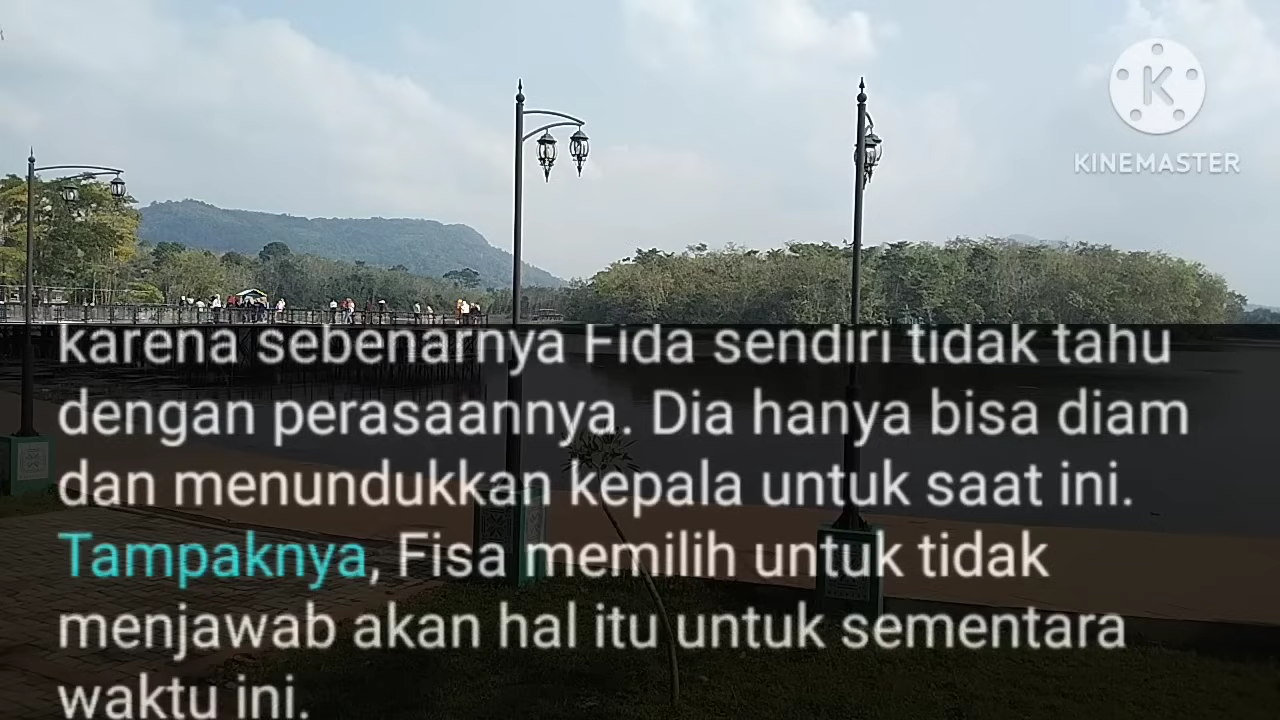 KINEMASTER
karena sebenarnya Fida sendiri tidak tahu
dengan perasaannya. Dia hanya bisa diam
dan menundukkan kepala untuk saat ini.
Tampaknya, Fisa memilih untuk tidak
menjawab akan hal itu untuk sementara
waktu ini.